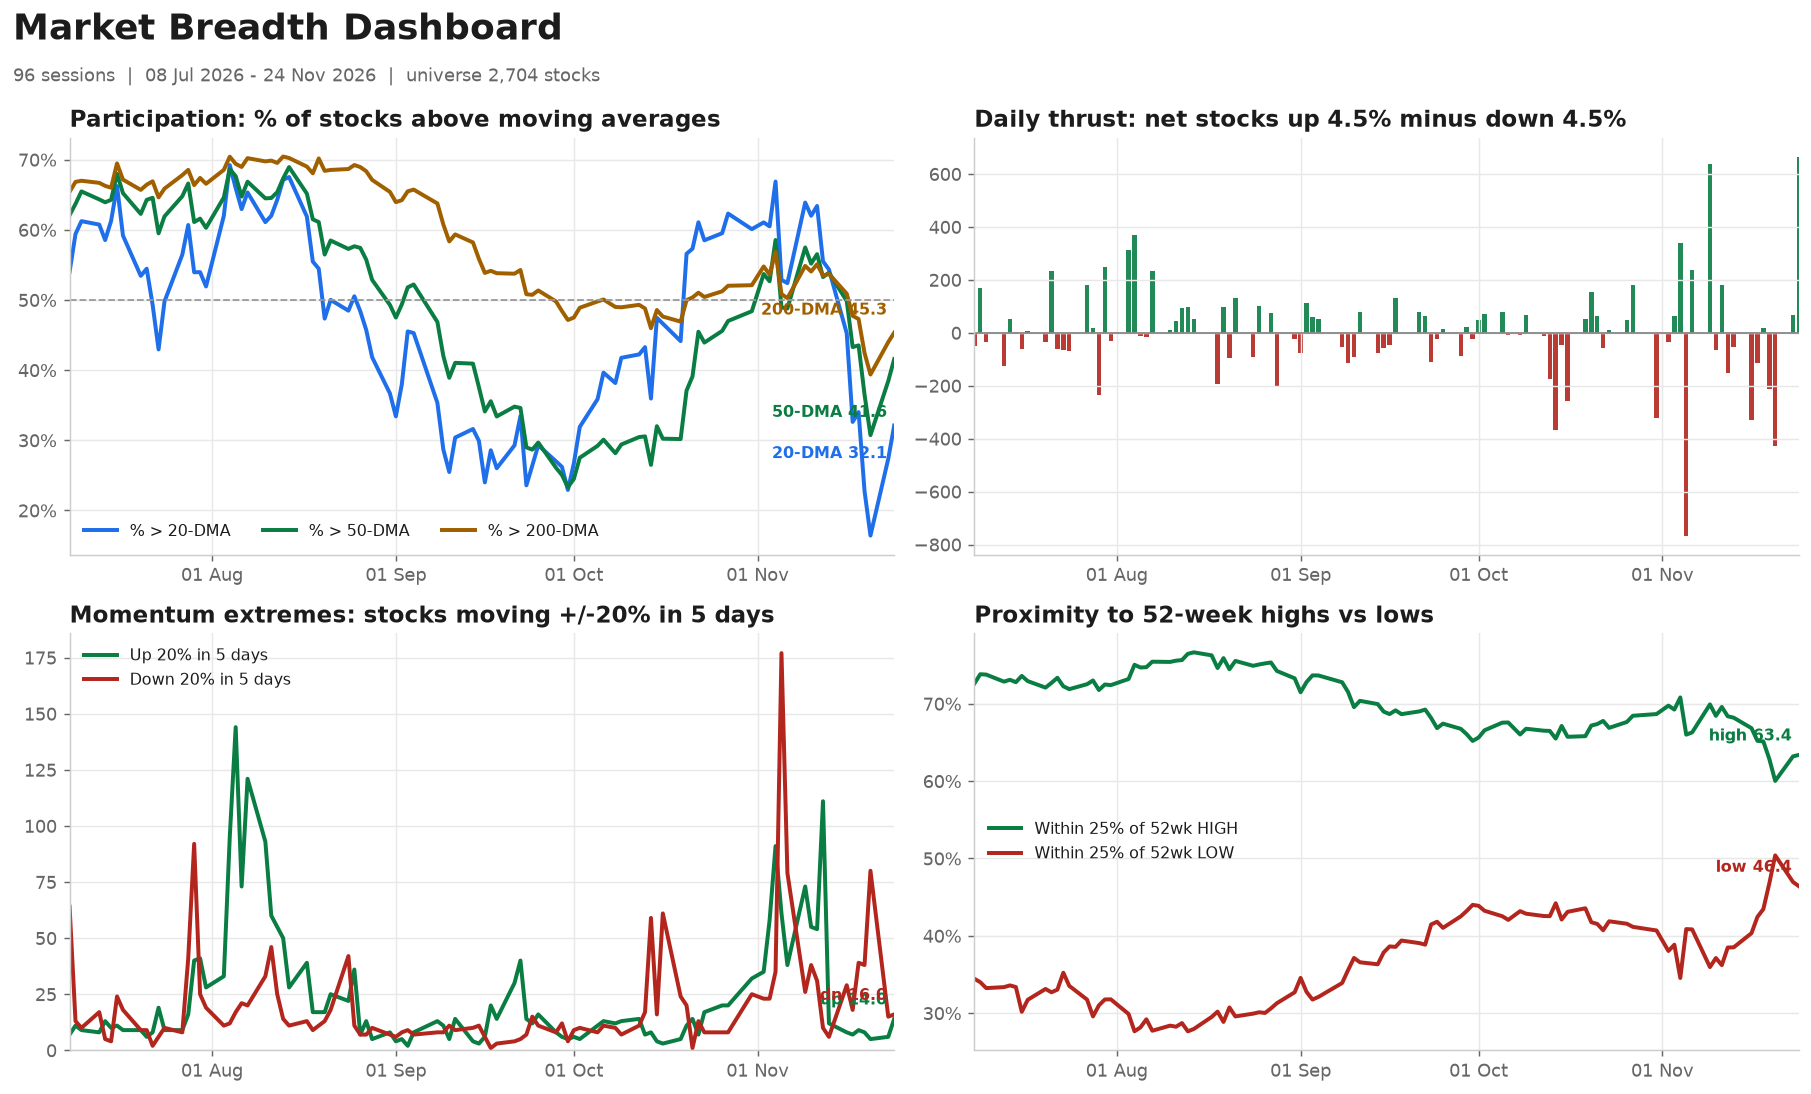 Market Breadth Dashboard
96 sessions | 08 Jul 2026 - 24 Nov 2026 | universe 2,704 stocks
Participation: % of stocks above moving averages
70%
60%
50%
40%
30%
20%
200-DMA 45.3
50-DMA 41.6
20-DMA 32.1
% > 20-DMA
% > 50-DMA
% > 200-DMA
01 Aug
01 Sep
01 Oct
01 Nov
Daily thrust: net stocks up 4.5% minus down 4.5%
600
400
200
0
−200
−400
−600
−800
01 Aug
01 Sep
01 Oct
01 Nov
Momentum extremes: stocks moving +/-20% in 5 days
Up 20% in 5 days
Down 20% in 5 days
175
150
125
100
75
50
25
0
01 Aug
01 Sep
01 Oct
01 Nov
Proximity to 52-week highs vs lows
70%
60%
50%
40%
30%
high 63.4
Within 25% of 52wk HIGH
Within 25% of 52wk LOW
low 46.4
01 Aug
01 Sep
01 Oct
01 Nov